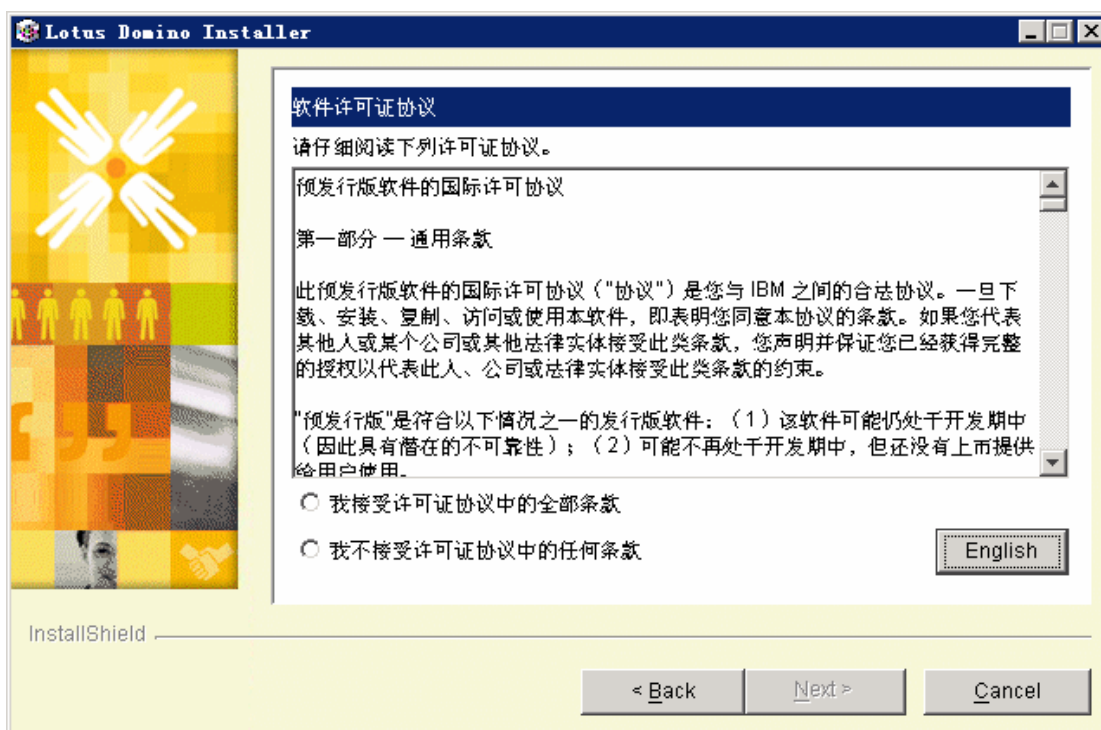 Lotus Domino Installer
软件许可证协议
请仔细阅读下列许可证协议。
预发行版软件的国际许可协议
第一部分 — 通用条款
此预发行版软件的国际许可协议（"协议"）是您与 IBM 之间的合法协议。一旦下
载、安装、复制、访问或使用本软件，即表明您同意本协议的条款。如果您代表
其他人或某个公司或其他法律实体接受此类条款，您声明并保证您已经获得完整
的授权以代表此人、公司或法律实体接受此类条款的约束。
"预发行版"是符合以下情况之一的发行版软件：（1）该软件可能仍处于开发期中
（因此具有潜在的不可靠性）；（2）可能不再处于开发期中，但还没有上市提供
给用户使用。
我接受许可证协议中的全部条款
我不接受许可证协议中的任何条款
English
InstallShield
< Back
Next >
Cancel